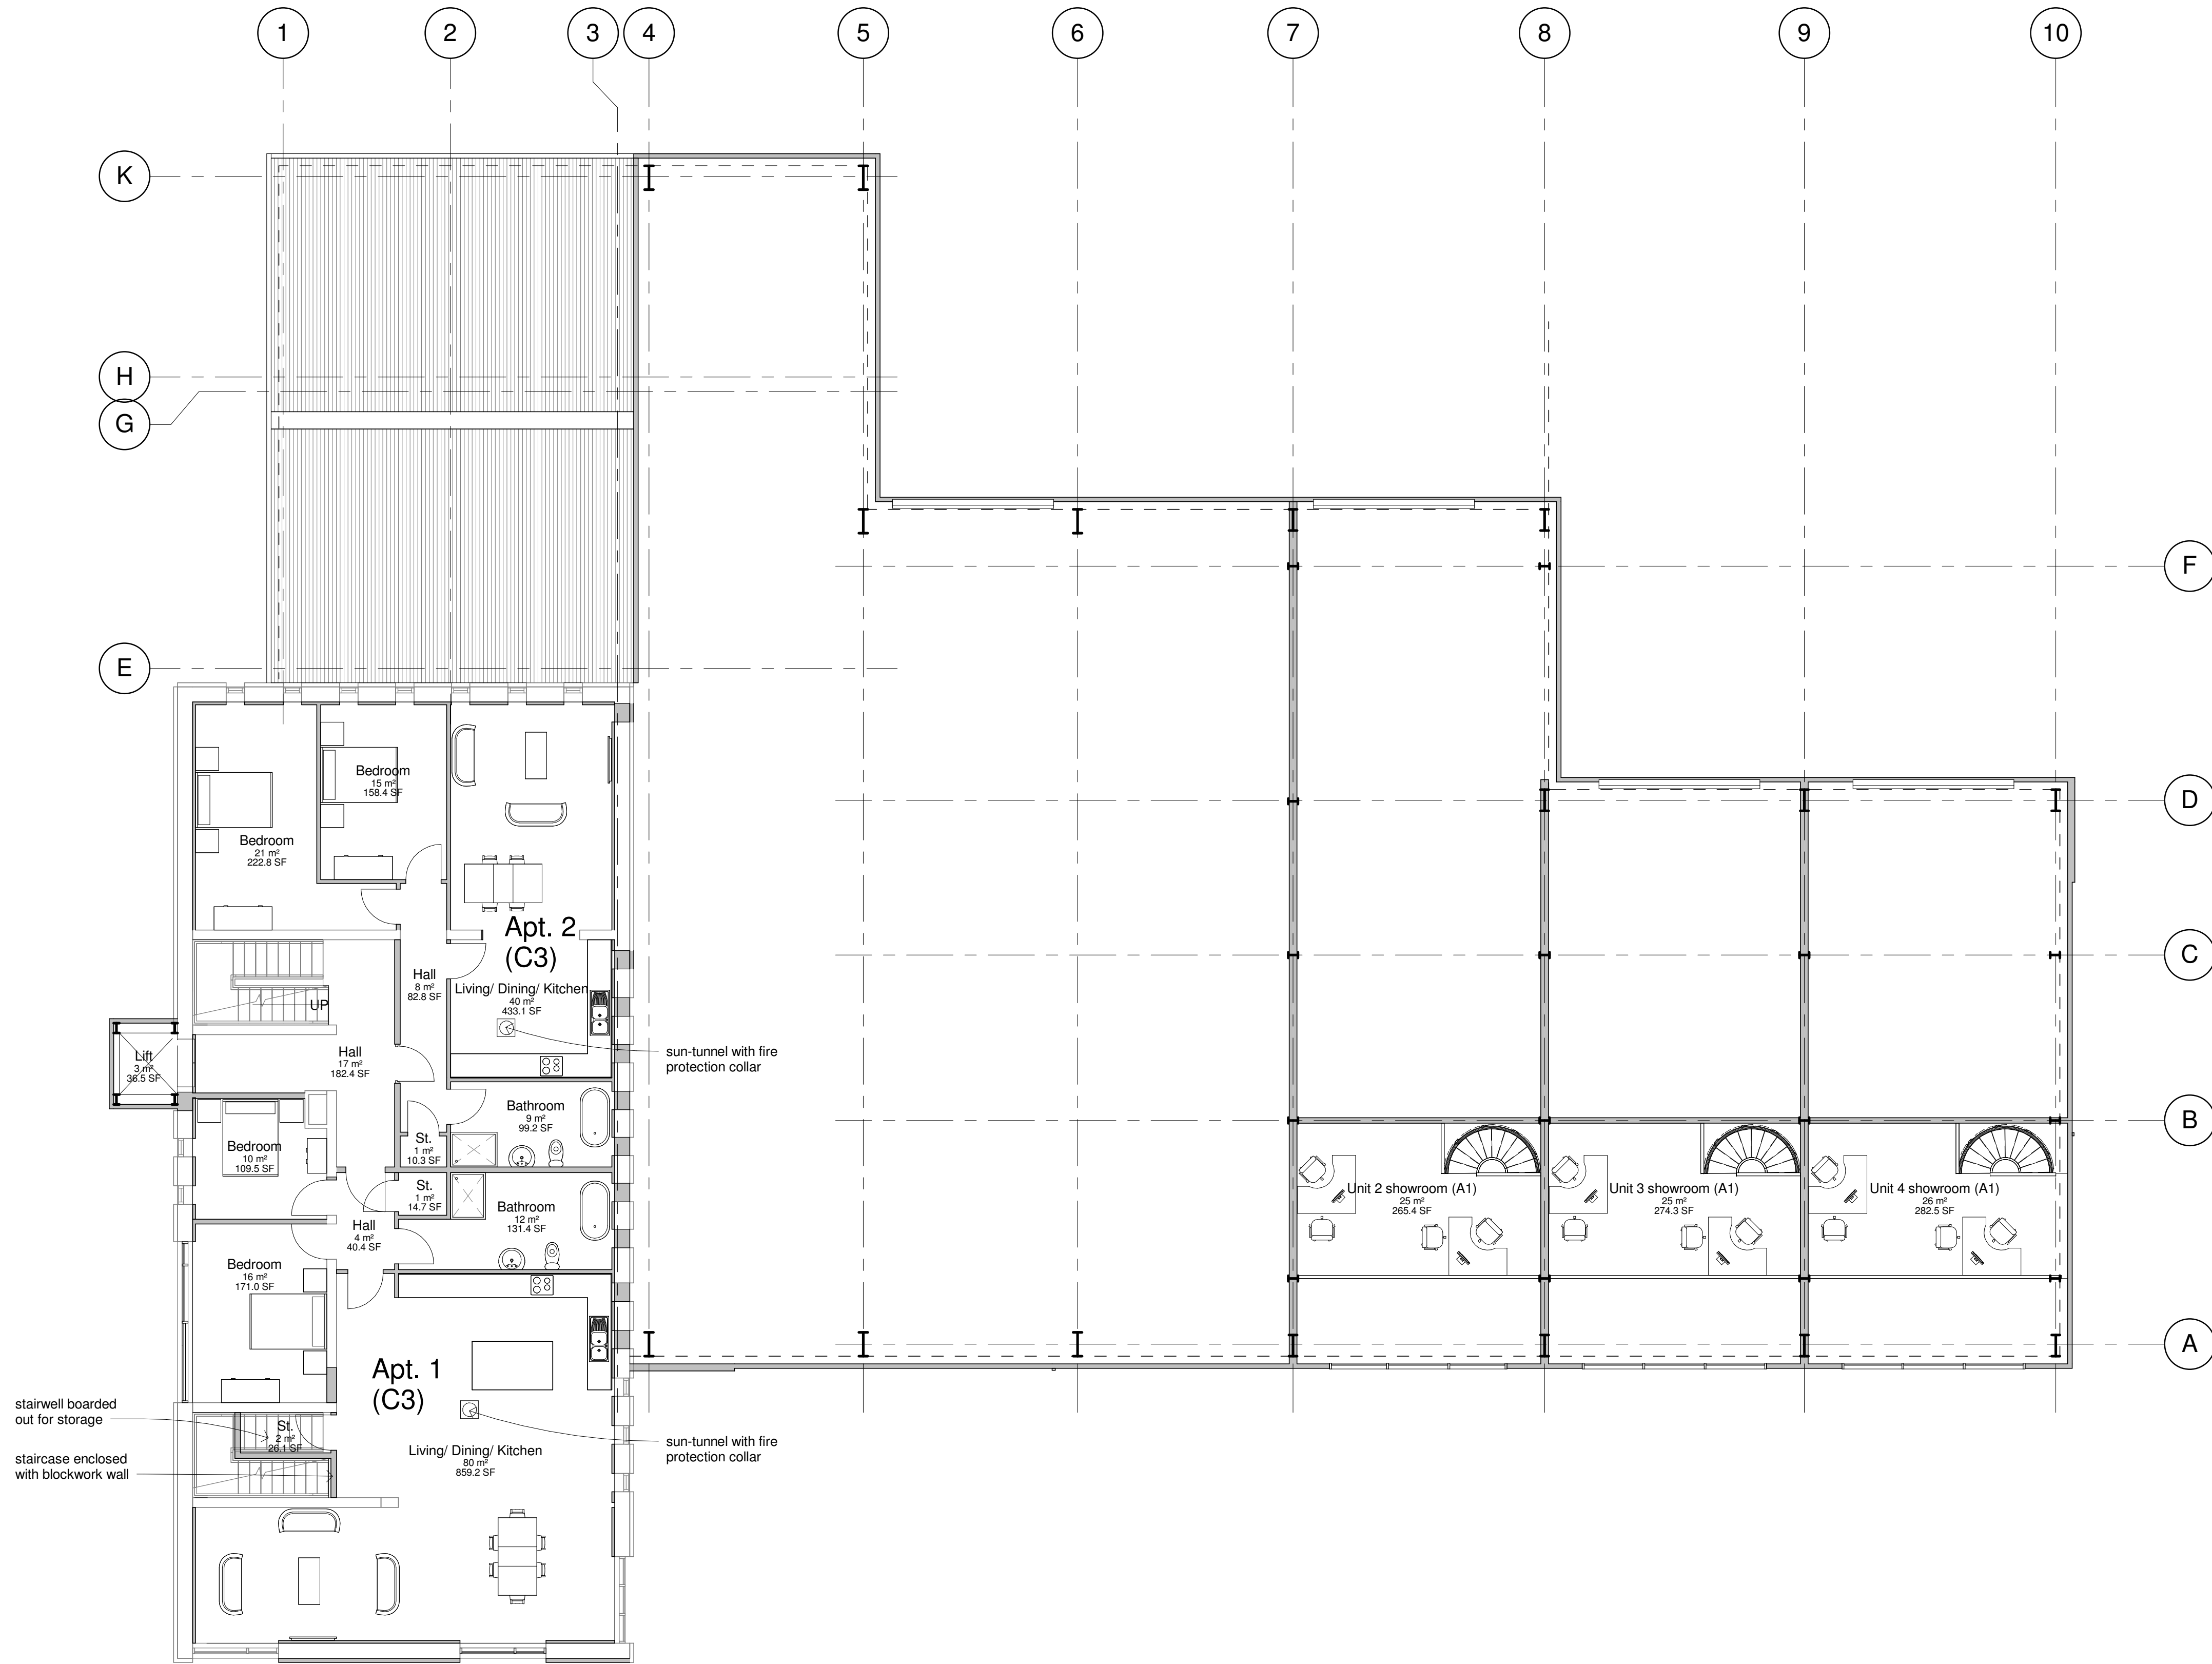 1
2
3
4
5
6
7
8
9
10
K
H
G
F
E
D
C
B
A
Bedroom
15 m²
158.4 SF
Bedroom
21 m²
222.8 SF
Apt. 2
(C3)
Hall
8 m²
82.8 SF
Living/ Dining/ Kitchen
40 m²
433.1 SF
UP
sun-tunnel with fire
protection collar
Lift
3 m²
36.5 SF
Hall
17 m²
182.4 SF
Bathroom
9 m²
99.2 SF
St.
1 m²
10.3 SF
Bedroom
10 m²
109.5 SF
St.
1 m²
14.7 SF
Bathroom
12 m²
131.4 SF
Hall
4 m²
40.4 SF
Bedroom
16 m²
171.0 SF
Unit 2 showroom (A1)
25 m²
265.4 SF
Unit 3 showroom (A1)
25 m²
274.3 SF
Unit 4 showroom (A1)
26 m²
282.5 SF
Apt. 1
(C3)
stairwell boarded
out for storage
St.
2 m²
26.1 SF
sun-tunnel with fire
protection collar
Living/ Dining/ Kitchen
80 m²
859.2 SF
staircase enclosed
with blockwork wall